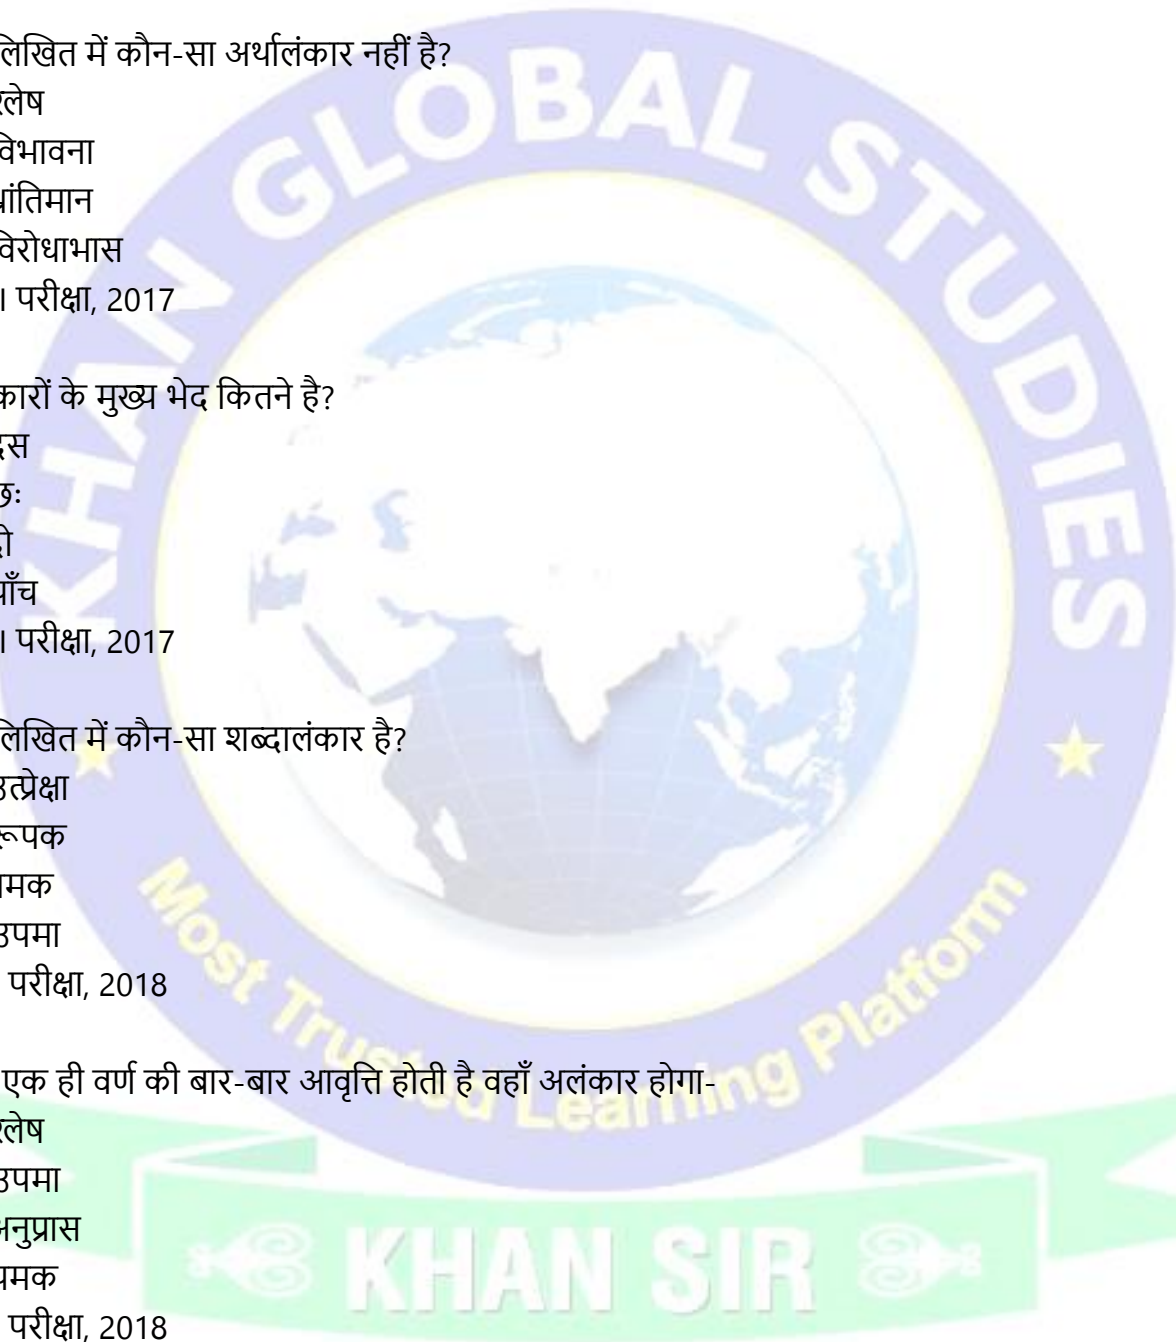 लिखित में कौन-सा अर्थालंकार नहीं है?
श्लेष
विभावना
भ्रांतिमान
विरोधाभास
परीक्षा, 2017
कारों के मुख्य भेद कितने है?
दस
छः
दो
पाँच
परीक्षा, 2017
लिखित में कौन-सा शब्दालंकार है?
उत्प्रेक्षा
रूपक
यमक
उपमा
परीक्षा, 2018
एक ही वर्ण की बार-बार आवृत्ति होती है वहाँ अलंकार होगा-
श्लेष
उपमा
अनुप्रास
यमक
परीक्षा, 2018
KHAN GLOBAL STUDIES
Most Trusted Learning Platform
KHAN SIR